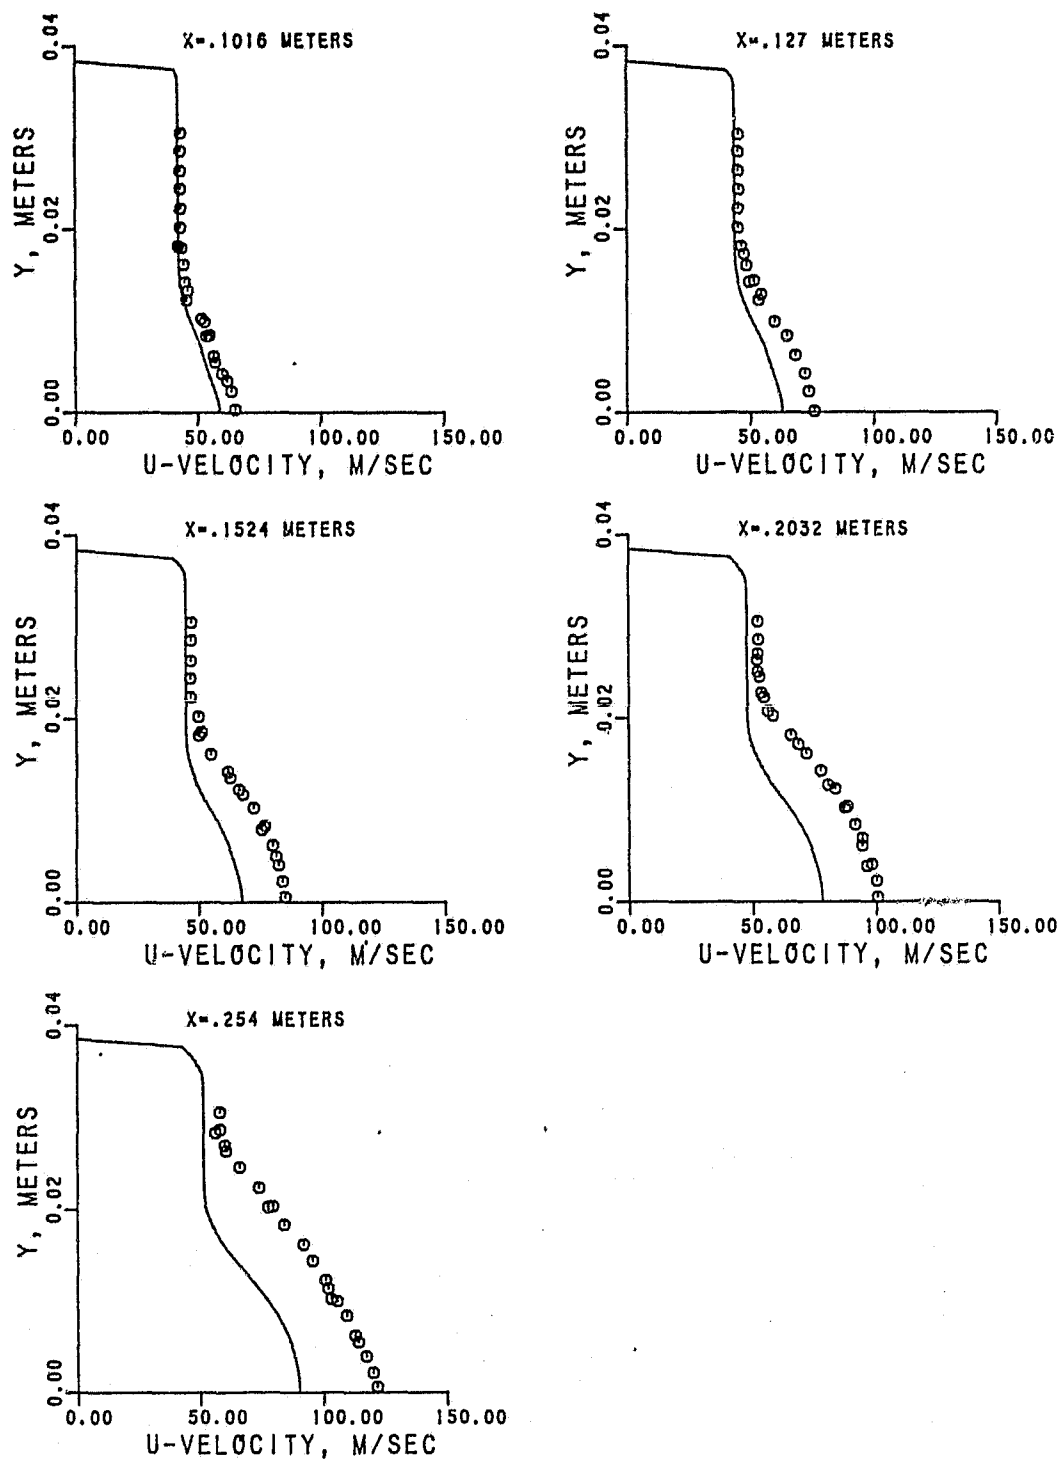 X=.1016 METERS
0.04
0.02
0.00
Y, METERS
0.00 50.00 100.00 150.00
U-VELOCITY, M/SEC
X=.127 METERS
0.04
0.02
0.00
Y, METERS
0.00 50.00 100.00 150.00
U-VELOCITY, M/SEC
X=.1524 METERS
0.04
0.02
0.00
Y, METERS
0.00 50.00 100.00 150.00
U-VELOCITY, M/SEC
X=.2032 METERS
0.04
0.02
0.00
Y, METERS
0.00 50.00 100.00 150.00
U-VELOCITY, M/SEC
X=.254 METERS
0.04
0.02
0.00
Y, METERS
0.00 50.00 100.00 150.00
U-VELOCITY, M/SEC